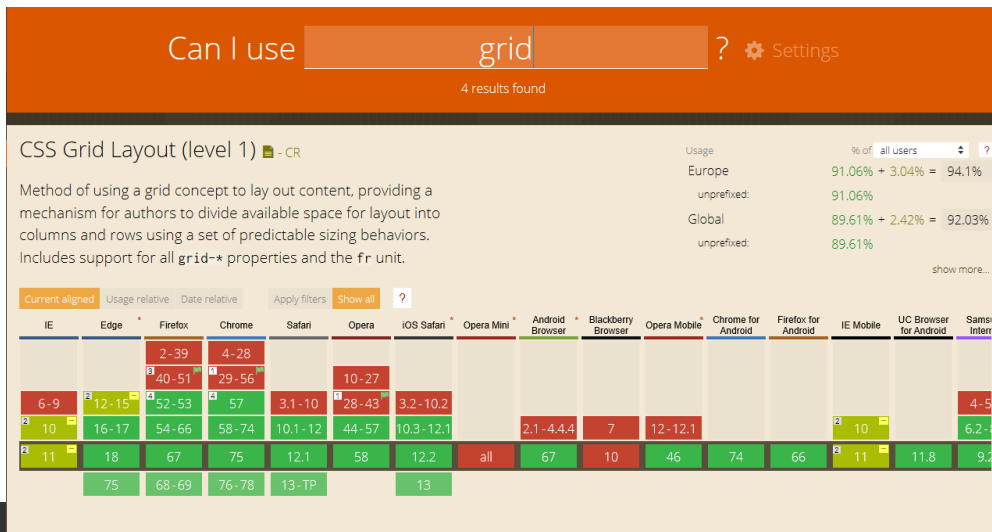 Can I use grid ? Settings
4 results found
CSS Grid Layout (level 1) - CR
Usage % of all users ?
Method of using a grid concept to lay out content, providing a
mechanism for authors to divide available space for layout into
columns and rows using a set of predictable sizing behaviors.
Includes support for all grid-* properties and the fr unit.
Europe 91.06% + 3.04% = 94.1%
unprefixed: 91.06%
Global 89.61% + 2.42% = 92.03%
unprefixed: 89.61%
show more...
Current aligned Usage relative Date relative Apply filters Show all ?
IE Edge * Firefox Chrome Safari Opera iOS Safari * Opera Mini * Android Browser * Blackberry Browser Opera Mobile * Chrome for Android Firefox for Android IE Mobile UC Browser for Android Samsu Intern
2-39 4-28
3 40-51 1 29-56 10-27
6-9 2 12-15 4 52-53 4 57 3.1-10 1 28-43 3.2-10.2 4-5
2 10 16-17 54-66 58-74 10.1-12 44-57 10.3-12.1 2.1-4.4.4 7 12-12.1 2 10 6.2-8
2 11 18 67 75 12.1 58 12.2 all 67 10 46 74 66 2 11 11.8 9.2
75 68-69 76-78 13-TP 13